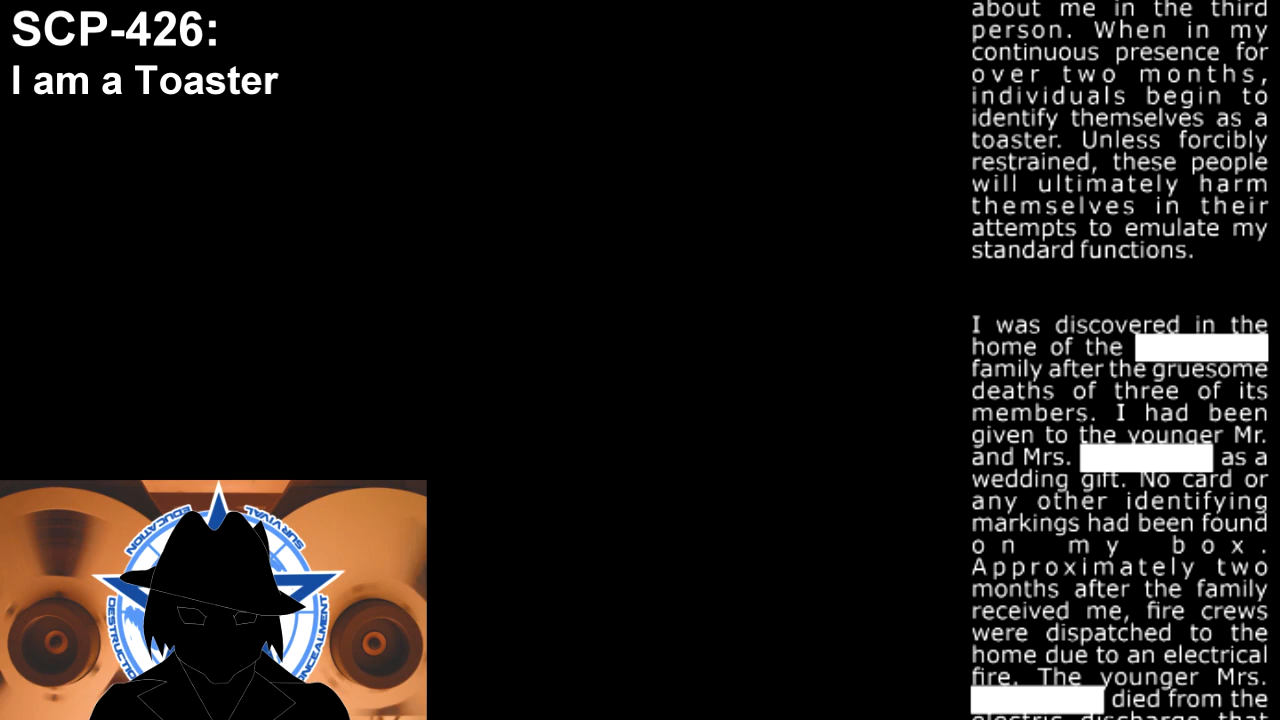 SCP-426:
I am a Toaster
about me in the third
person. When in my
continuous presence for
over two months,
individuals begin to
identify themselves as a
toaster. Unless forcibly
restrained, these people
will ultimately harm
themselves in their
attempts to emulate my
standard functions.
I was discovered in the
home of the
family after the gruesome
deaths of three of its
members. I had been
given to the younger Mr.
and Mrs. as a
wedding gift. No card or
any other identifying
markings had been found
on my box.
Approximately two
months after the family
received me, fire crews
were dispatched to the
home due to an electrical
fire. The younger Mrs.
died from the
electric discharge that
EDUCATION
SURVIVAL